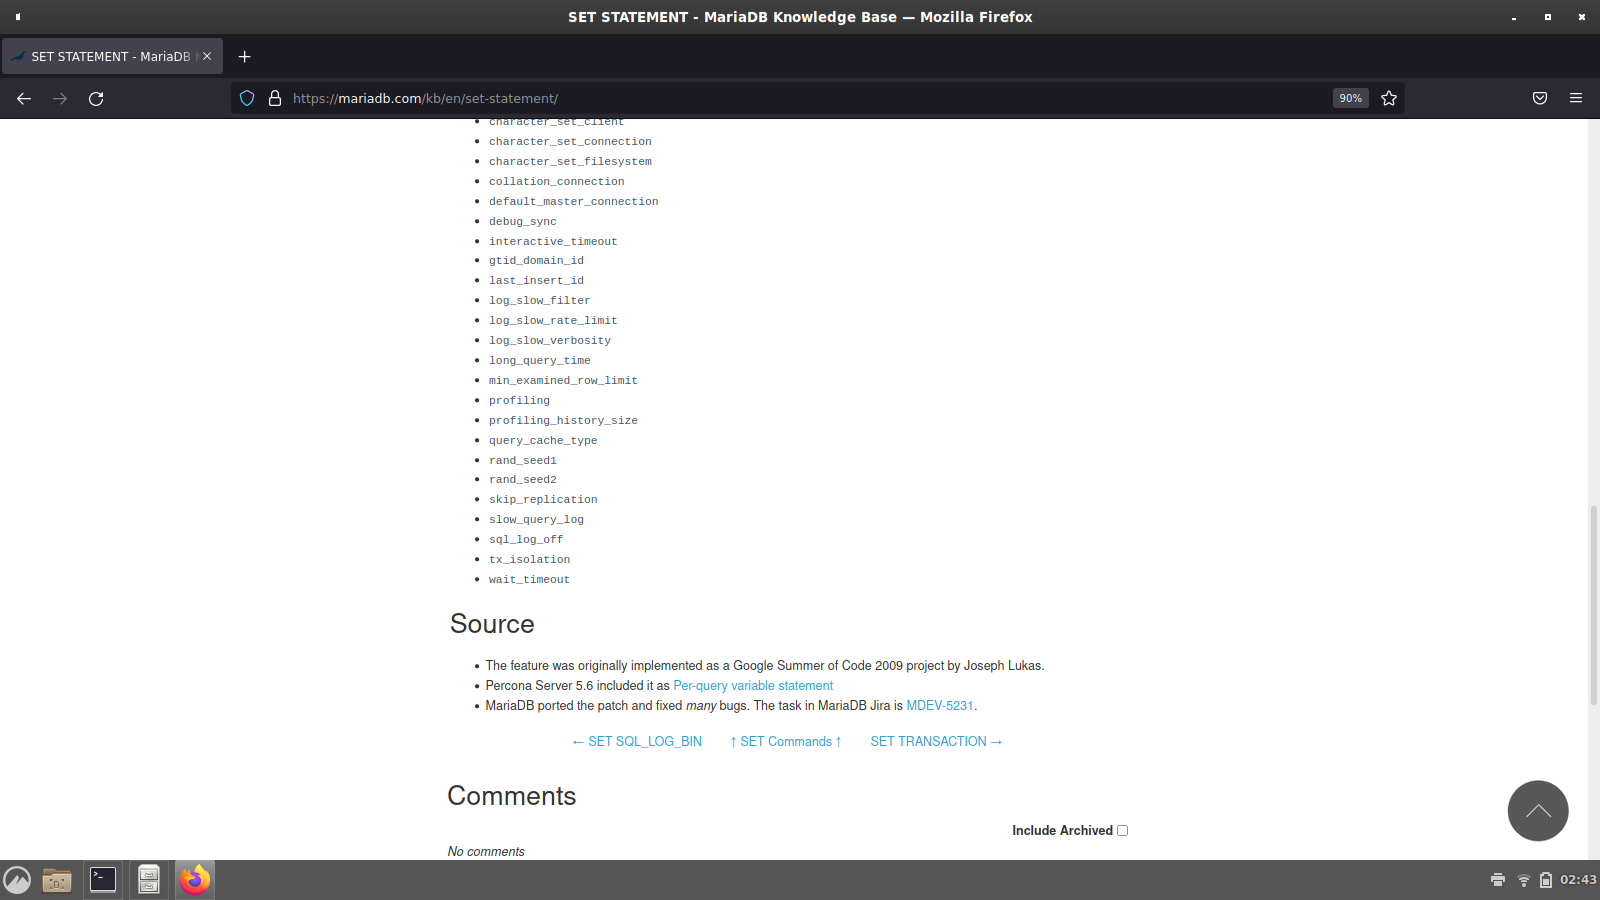 SET STATEMENT - MariaDB Knowledge Base — Mozilla Firefox
SET STATEMENT - MariaDB
https://mariadb.com/kb/en/set-statement/
90%
character_set_client
character_set_connection
character_set_filesystem
collation_connection
default_master_connection
debug_sync
interactive_timeout
gtid_domain_id
last_insert_id
log_slow_filter
log_slow_rate_limit
log_slow_verbosity
long_query_time
min_examined_row_limit
profiling
profiling_history_size
query_cache_type
rand_seed1
rand_seed2
skip_replication
slow_query_log
sql_log_off
tx_isolation
wait_timeout
Source
The feature was originally implemented as a Google Summer of Code 2009 project by Joseph Lukas.
Percona Server 5.6 included it as Per-query variable statement
MariaDB ported the patch and fixed many bugs. The task in MariaDB Jira is MDEV-5231.
← SET SQL_LOG_BIN ↑ SET Commands ↑ SET TRANSACTION →
Comments
Include Archived
No comments
02:43